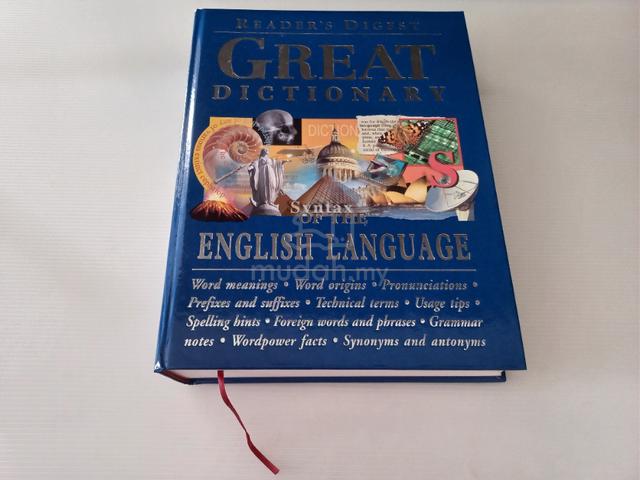 READER'S DIGEST
GREAT
DICTIONARY
DICTION
Syntax
OF THE
ENGLISH LANGUAGE
mudah.my
Word meanings • Word origins • Pronunciations •
Prefixes and suffixes • Technical terms • Usage tips •
Spelling hints • Foreign words and phrases • Grammar
notes • Wordpower facts • Synonyms and antonyms